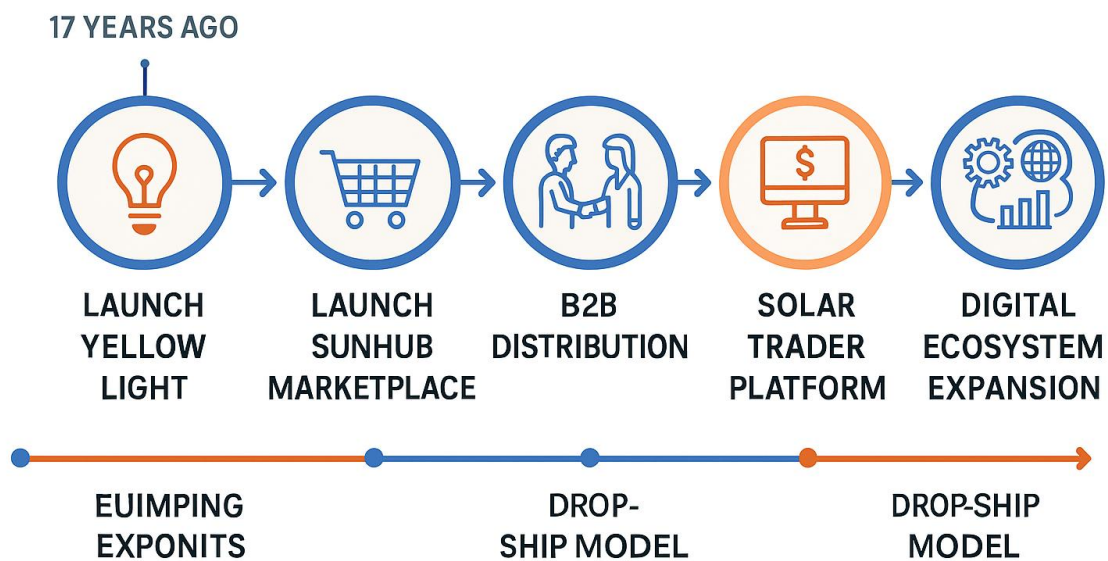 17 YEARS AGO
$
LAUNCH
YELLOW
LIGHT
LAUNCH
SUNHUB
MARKETPLACE
B2B
DISTRIBUTION
SOLAR
TRADER
PLATFORM
DIGITAL
ECOSYSTEM
EXPANSION
EUIMPING
EXPONITS
DROP-
SHIP MODEL
DROP-SHIP
MODEL